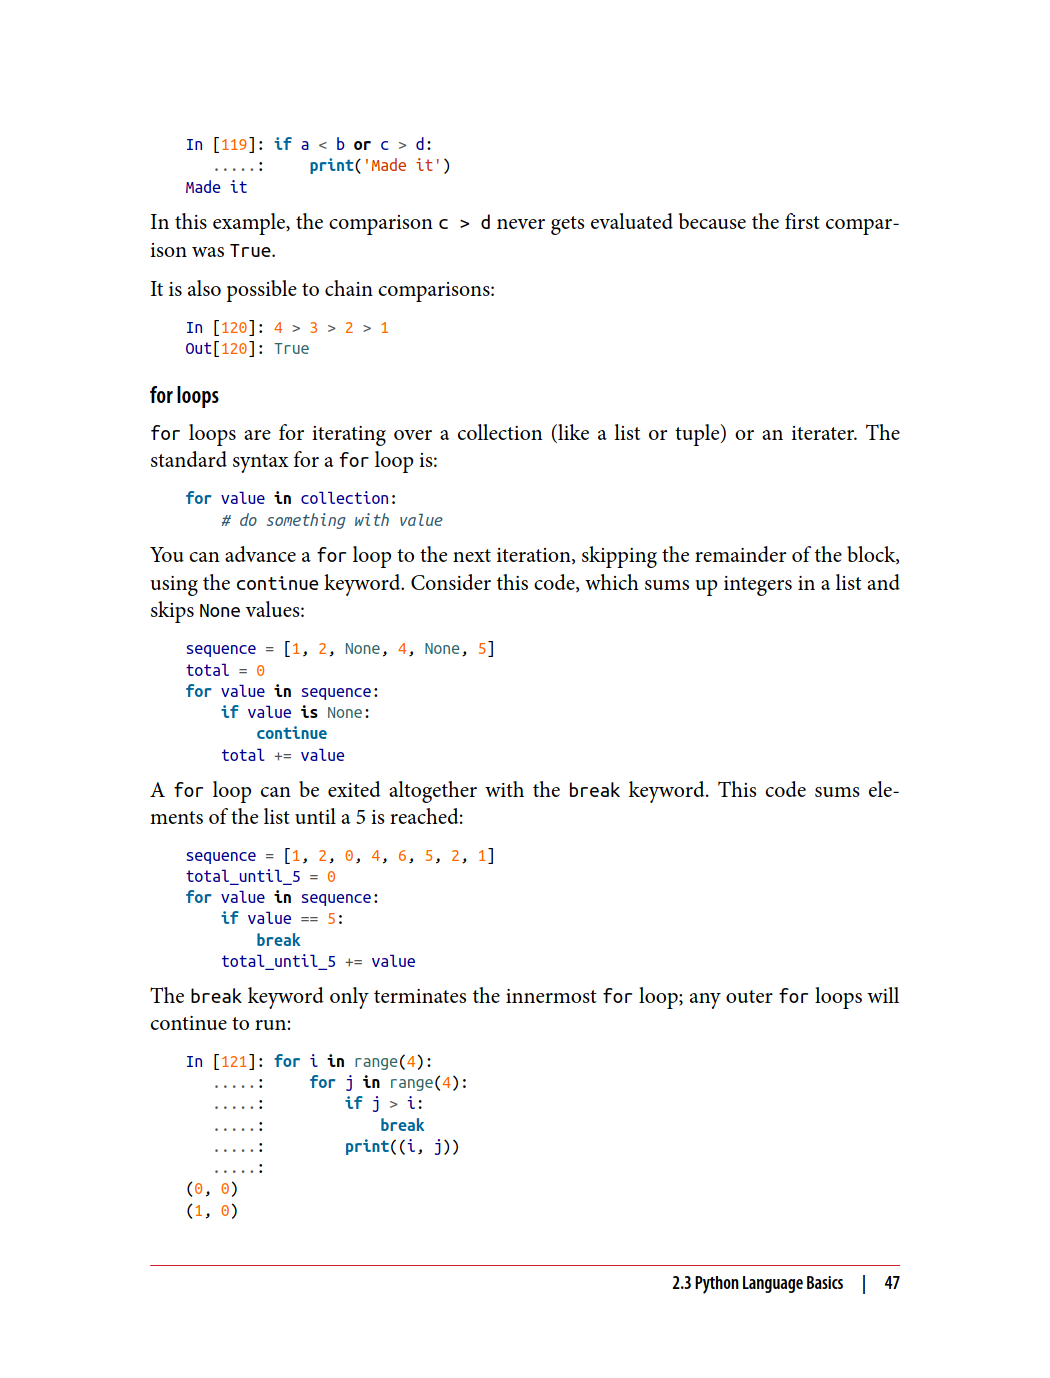 In [119]: if a < b or c > d:
   .....:     print('Made it')
Made it
In this example, the comparison c > d never gets evaluated because the first compar-
ison was True.
It is also possible to chain comparisons:
In [120]: 4 > 3 > 2 > 1
Out[120]: True
for loops
for loops are for iterating over a collection (like a list or tuple) or an iterater. The
standard syntax for a for loop is:
for value in collection:
    # do something with value
You can advance a for loop to the next iteration, skipping the remainder of the block,
using the continue keyword. Consider this code, which sums up integers in a list and
skips None values:
sequence = [1, 2, None, 4, None, 5]
total = 0
for value in sequence:
    if value is None:
        continue
    total += value
A for loop can be exited altogether with the break keyword. This code sums ele-
ments of the list until a 5 is reached:
sequence = [1, 2, 0, 4, 6, 5, 2, 1]
total_until_5 = 0
for value in sequence:
    if value == 5:
        break
    total_until_5 += value
The break keyword only terminates the innermost for loop; any outer for loops will
continue to run:
In [121]: for i in range(4):
   .....:     for j in range(4):
   .....:         if j > i:
   .....:             break
   .....:         print((i, j))
   .....:
(0, 0)
(1, 0)
2.3 Python Language Basics | 47